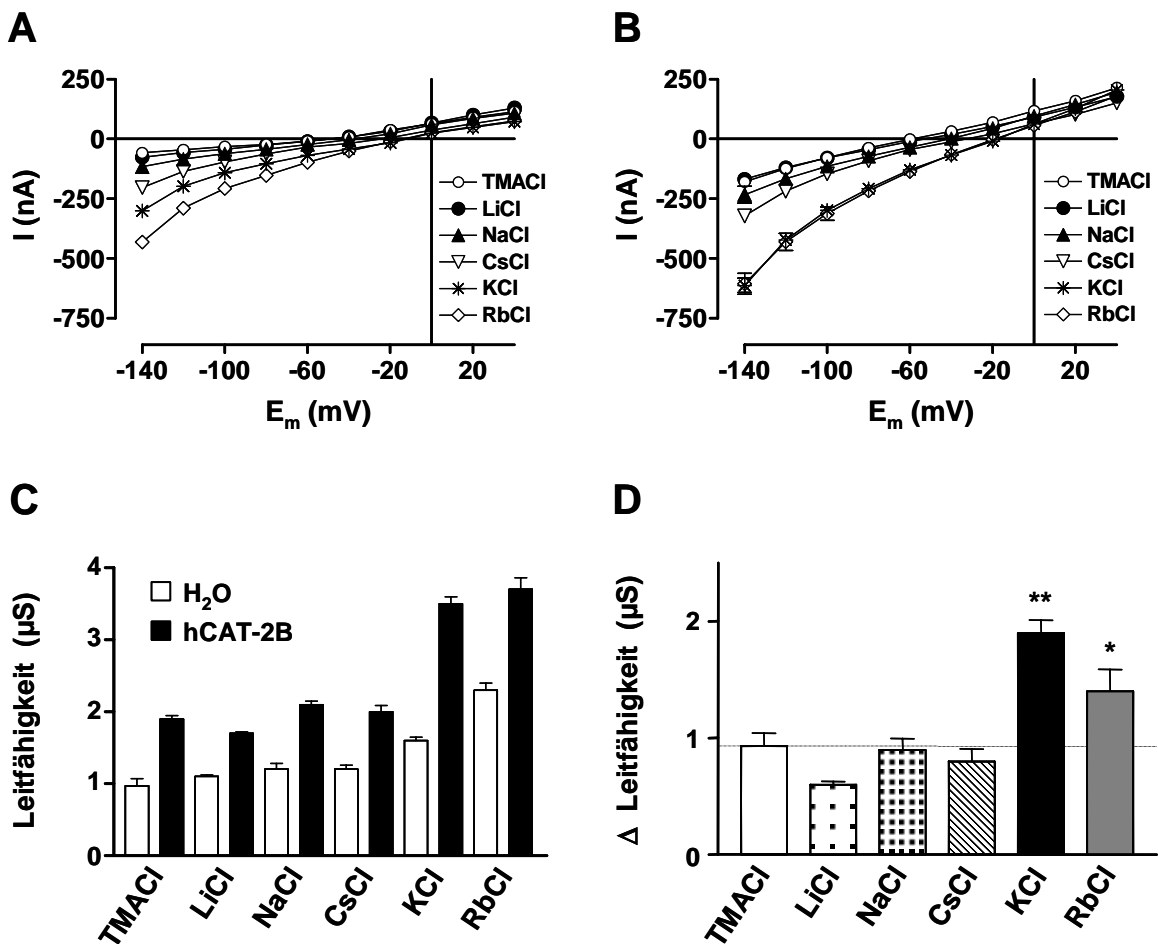 A
250
0
-250
-500
-750
I (nA)
TMACl
LiCl
NaCl
CsCl
KCl
RbCl
-140 -100 -60 -20 20
Em (mV)
B
250
0
-250
-500
-750
I (nA)
TMACl
LiCl
NaCl
CsCl
KCl
RbCl
-140 -100 -60 -20 20
Em (mV)
C
Leitfähigkeit (µS)
4
3
2
1
0
H2O
hCAT-2B
TMACl LiCl NaCl CsCl KCl RbCl
D
Δ Leitfähigkeit (µS)
2
1
0
**
*
TMACl LiCl NaCl CsCl KCl RbCl